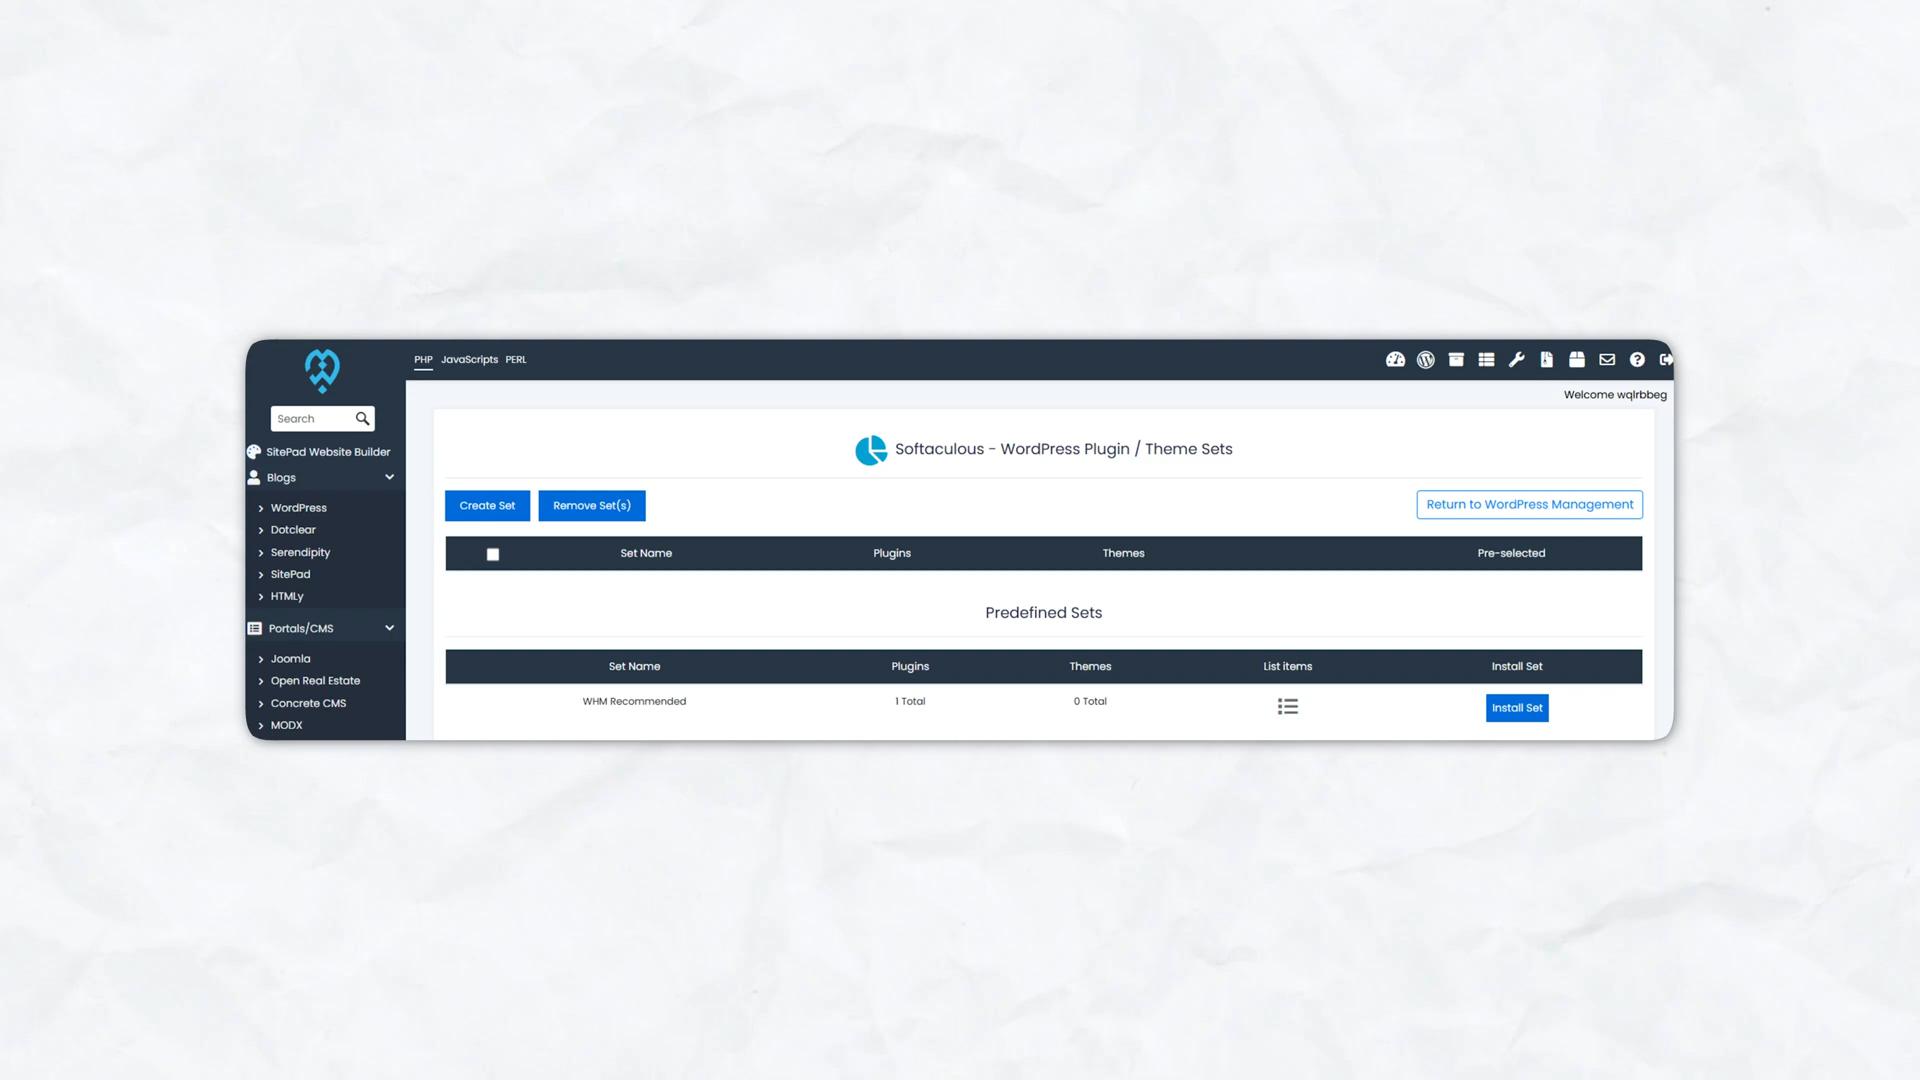 PHP JavaScripts PERL
Welcome wqlrbbeg
Search
SitePad Website Builder
Blogs
WordPress
Dotclear
Serendipity
SitePad
HTMLy
Portals/CMS
Joomla
Open Real Estate
Concrete CMS
MODX
Softaculous - WordPress Plugin / Theme Sets
Create Set Remove Set(s) Return to WordPress Management
Set Name Plugins Themes Pre-selected
Predefined Sets
Set Name Plugins Themes List items Install Set
WHM Recommended 1 Total 0 Total Install Set